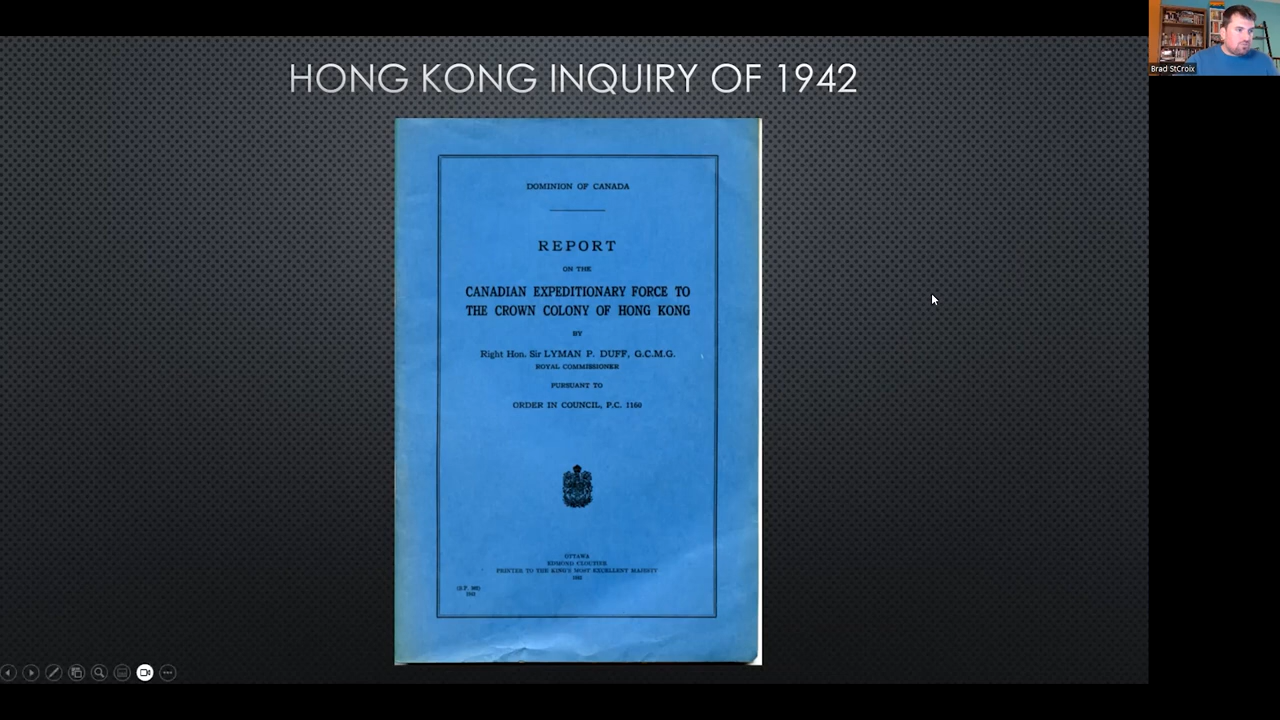 HONG KONG INQUIRY OF 1942
DOMINION OF CANADA
REPORT
ON THE
CANADIAN EXPEDITIONARY FORCE TO
THE CROWN COLONY OF HONG KONG
BY
Right Hon. Sir LYMAN P. DUFF, G.C.M.G.
ROYAL COMMISSIONER
PURSUANT TO
ORDER IN COUNCIL, P.C. 1160
OTTAWA
EDMOND CLOUTIER
PRINTER TO THE KING'S MOST EXCELLENT MAJESTY
1942
Brad StCroix